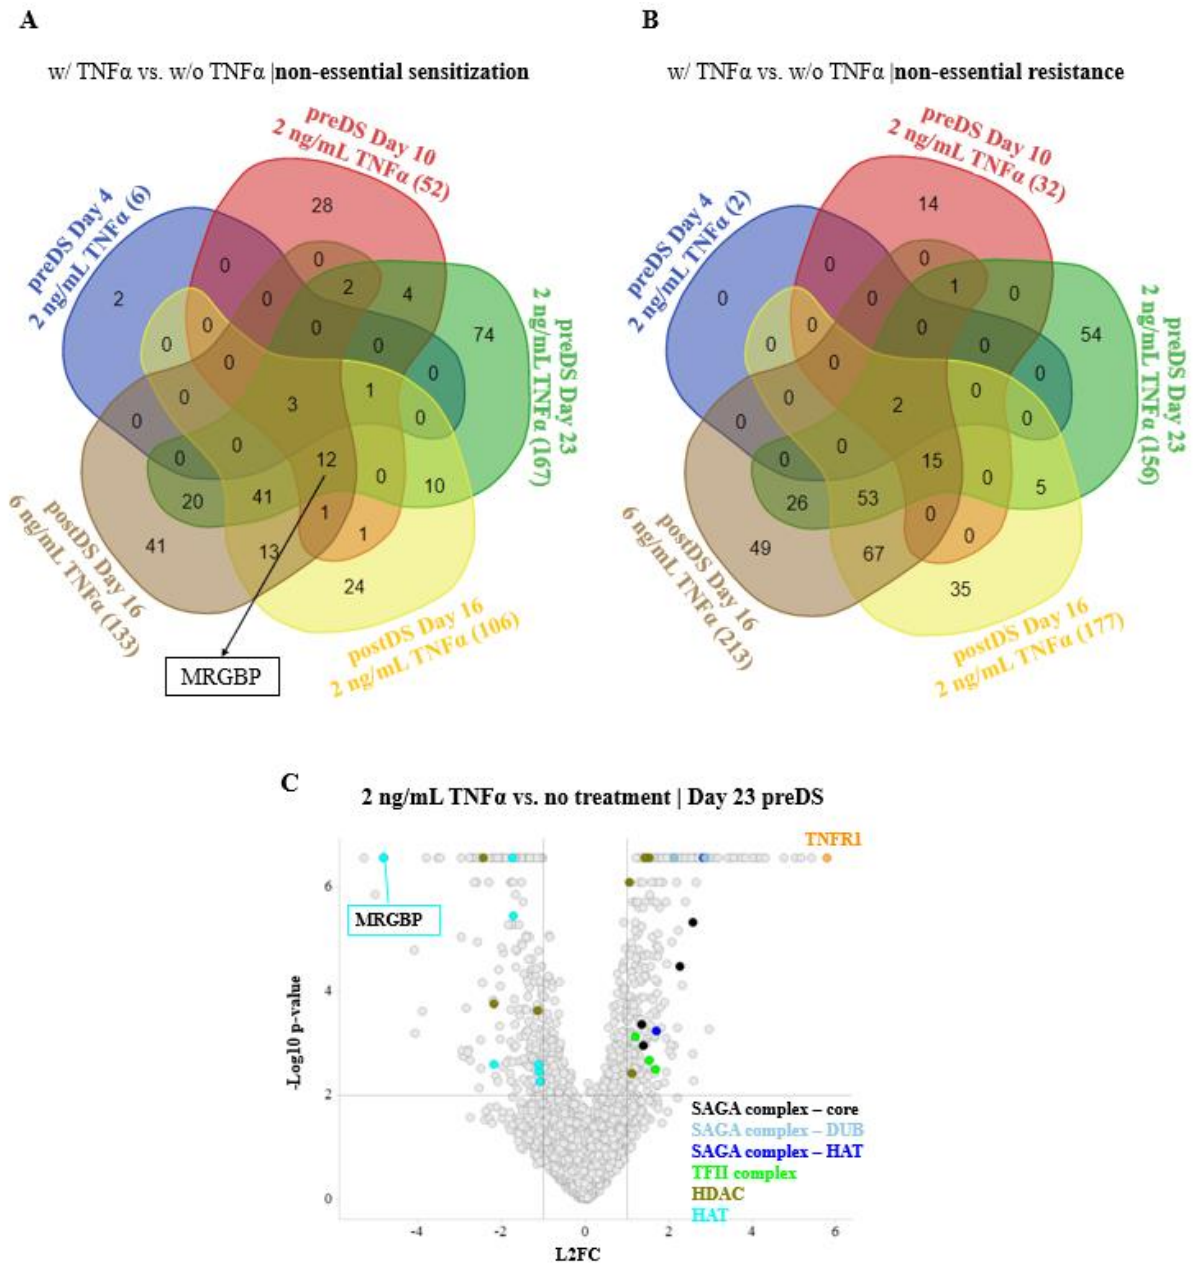 A
B
w/ TNFα vs. w/o TNFα |non-essential sensitization
w/ TNFα vs. w/o TNFα |non-essential resistance
preDS Day 4
2 ng/mL TNFα (6)
preDS Day 10
2 ng/mL TNFα (52)
preDS Day 23
2 ng/mL TNFα (167)
postDS Day 16
6 ng/mL TNFα (133)
postDS Day 16
2 ng/mL TNFα (106)
28
0
0
2
4
74
2
0
0
0
0
0
0
0
0
1
0
0
3
0
0
12
0
10
20
41
1
1
41
13
24
MRGBP
preDS Day 4
2 ng/mL TNFα (2)
preDS Day 10
2 ng/mL TNFα (32)
preDS Day 23
2 ng/mL TNFα (156)
postDS Day 16
6 ng/mL TNFα (213)
postDS Day 16
2 ng/mL TNFα (177)
14
0
0
1
0
54
0
0
0
0
0
0
0
0
0
0
0
0
2
0
0
15
0
5
26
53
0
0
49
67
35
C
2 ng/mL TNFα vs. no treatment | Day 23 preDS
TNFR1
MRGBP
-Log10 p-value
6
4
2
0
SAGA complex – core
SAGA complex – DUB
SAGA complex – HAT
TFII complex
HDAC
HAT
-4
-2
0
2
4
6
L2FC